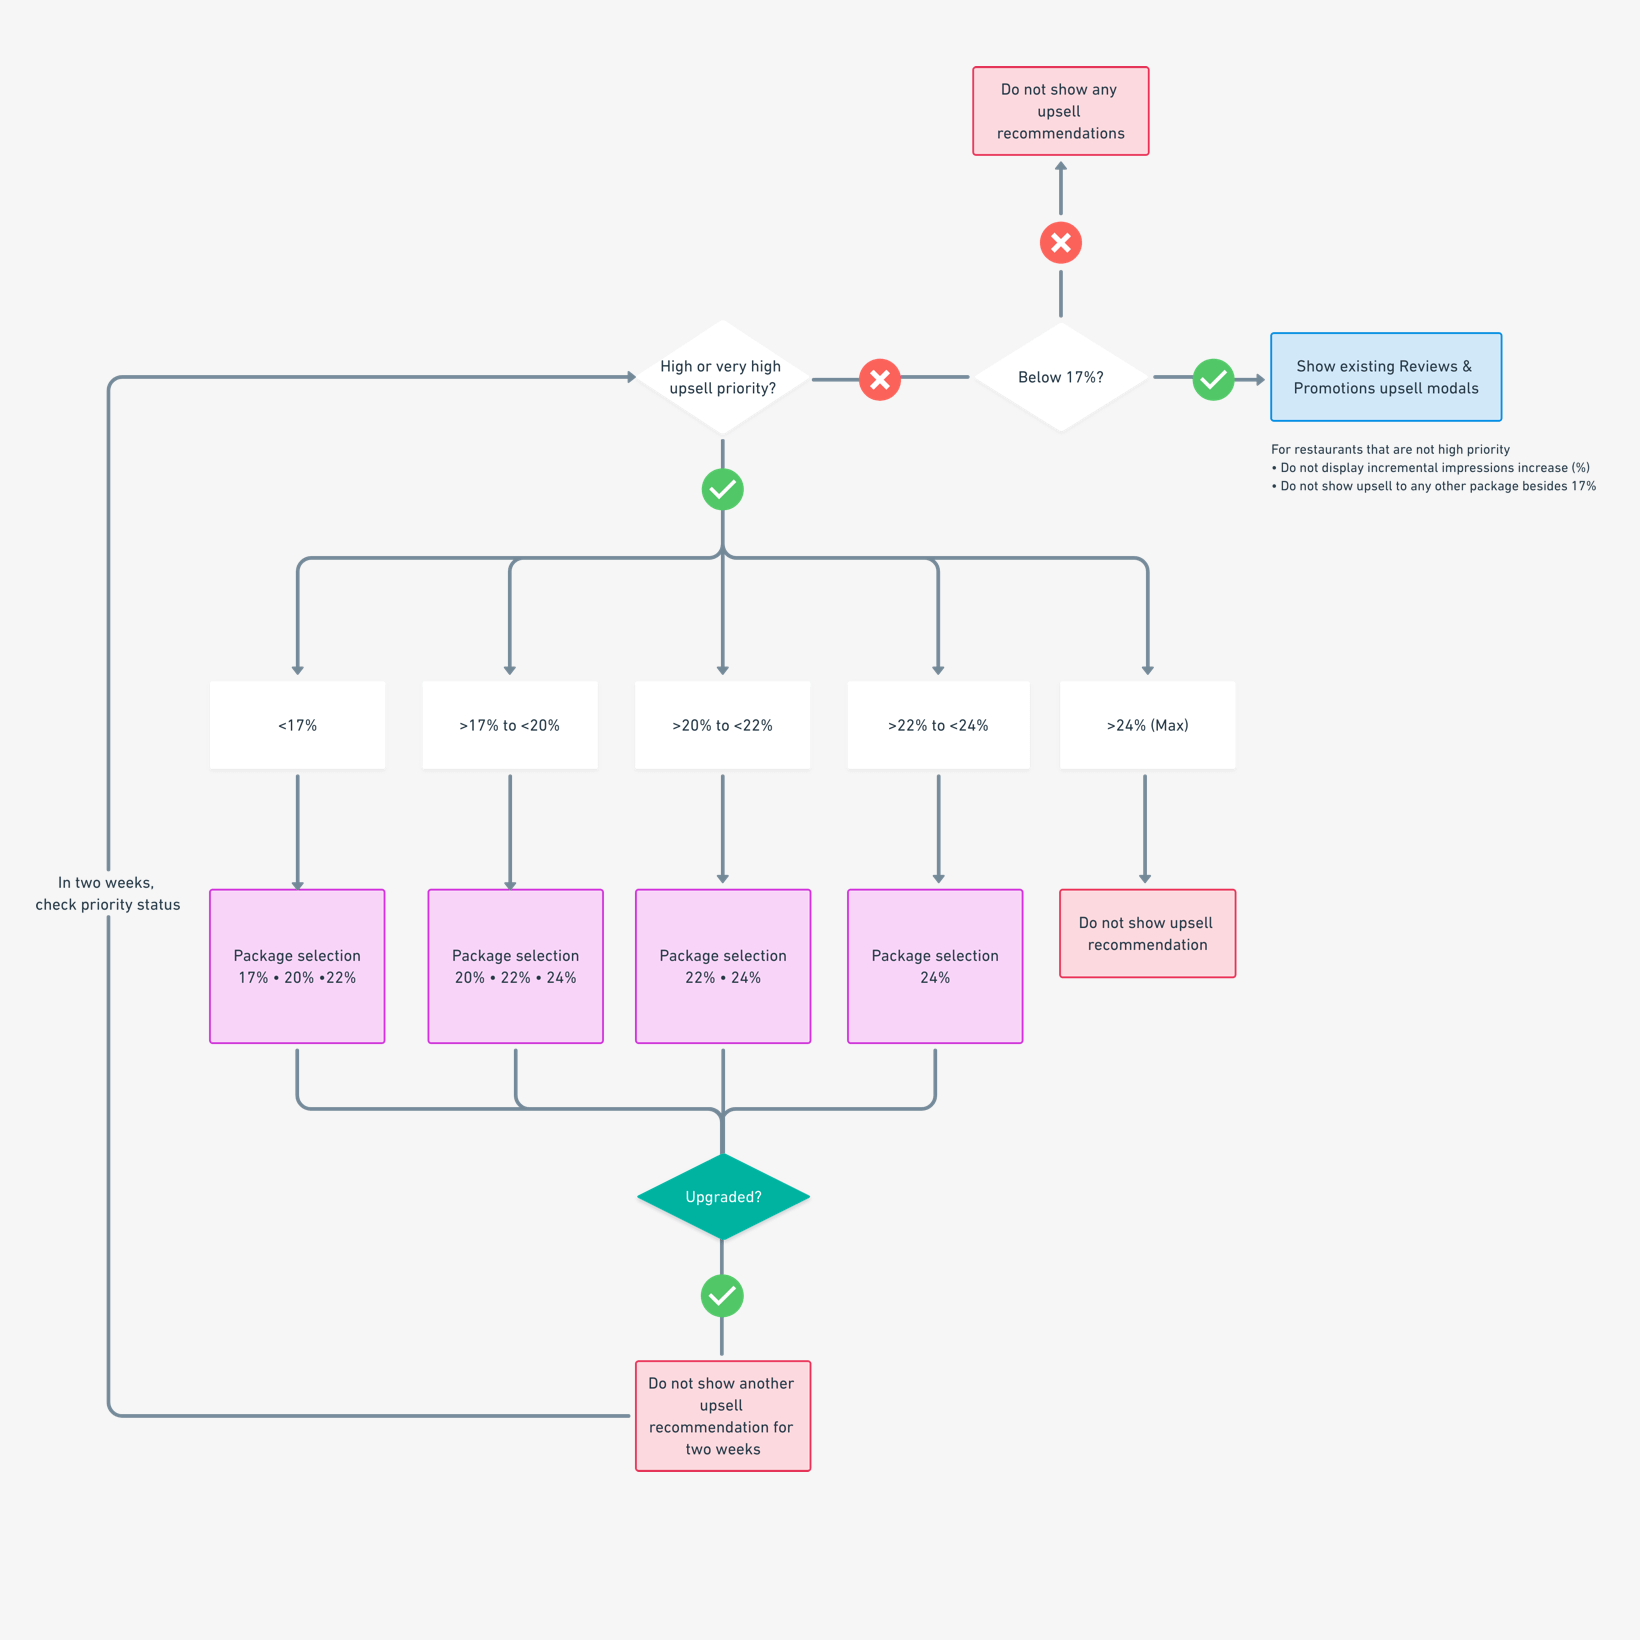 Do not show any
upsell
recommendations
High or very high
upsell priority?
Below 17%?
Show existing Reviews &
Promotions upsell modals
For restaurants that are not high priority
• Do not display incremental impressions increase (%)
• Do not show upsell to any other package besides 17%
<17%
>17% to <20%
>20% to <22%
>22% to <24%
>24% (Max)
In two weeks,
check priority status
Package selection
17% • 20% •22%
Package selection
20% • 22% • 24%
Package selection
22% • 24%
Package selection
24%
Do not show upsell
recommendation
Upgraded?
Do not show another
upsell
recommendation for
two weeks